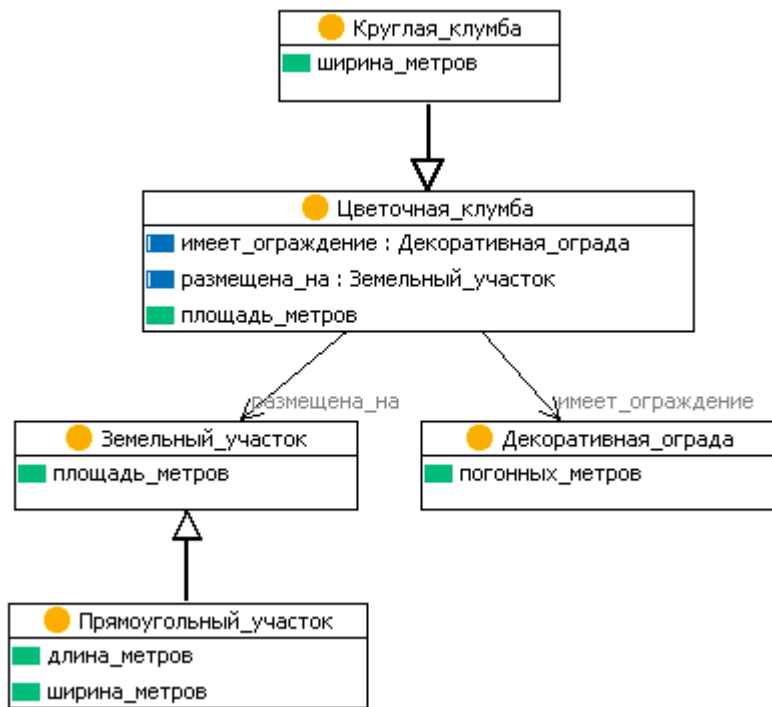 Круглая_клумба
ширина_метров
Цветочная_клумба
имеет_ограждение : Декоративная_ограда
размещена_на : Земельный_участок
площадь_метров
размещена_на
имеет_ограждение
Земельный_участок
площадь_метров
Декоративная_ограда
погонных_метров
Прямоугольный_участок
длина_метров
ширина_метров